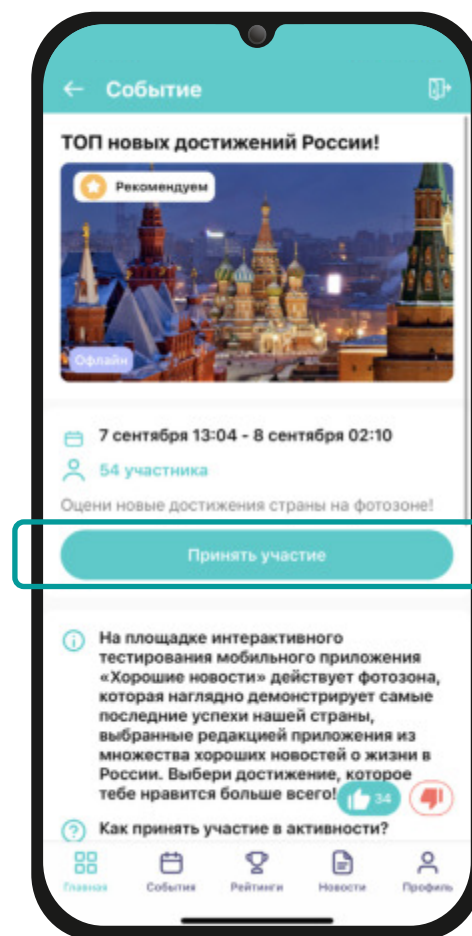 Событие
ТОП новых достижений России!
Рекомендуем
Офлайн
7 сентября 13:04 - 8 сентября 02:10
54 участника
Оцени новые достижения страны на фотозоне!
Принять участие
На площадке интерактивного
тестирования мобильного приложения
«Хорошие новости» действует фотозона,
которая наглядно демонстрирует самые
последние успехи нашей страны,
выбранные редакцией приложения из
множества хороших новостей о жизни в
России. Выбери достижение, которое
тебе нравится больше всего!
34
Как принять участие в активности?
Главная События Рейтинги Новости Профиль